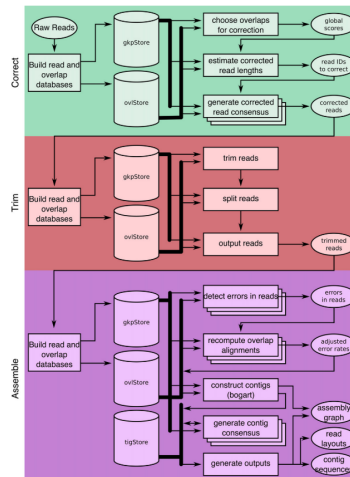 Correct
Raw Reads
Build read and
overlap
databases
gkpStore
ovlStore
choose overlaps
for correction
global
scores
estimate corrected
read lengths
read IDs
to correct
generate corrected
read consensus
corrected
reads
Trim
Build read and
overlap
databases
gkpStore
ovlStore
trim reads
split reads
output reads
trimmed
reads
Assemble
Build read and
overlap
databases
gkpStore
ovlStore
tigStore
detect errors in reads
errors
in reads
recompute overlap
alignments
adjusted
error rates
construct contigs
(bogart)
assembly
graph
generate contig
consensus
read
layouts
generate outputs
contig
sequences